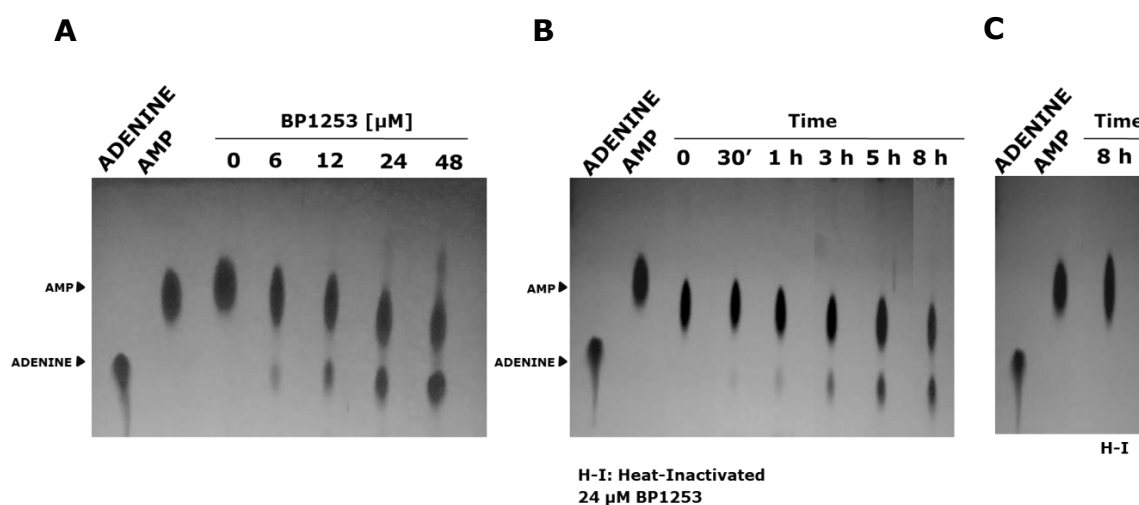 A
ADENINE
AMP
BP1253 [µM]
0 6 12 24 48
AMP
ADENINE
B
ADENINE
AMP
Time
0 30′ 1 h 3 h 5 h 8 h
AMP
ADENINE
H-I: Heat-Inactivated
24 µM BP1253
C
ADENINE
AMP
Time
8 h
H-I